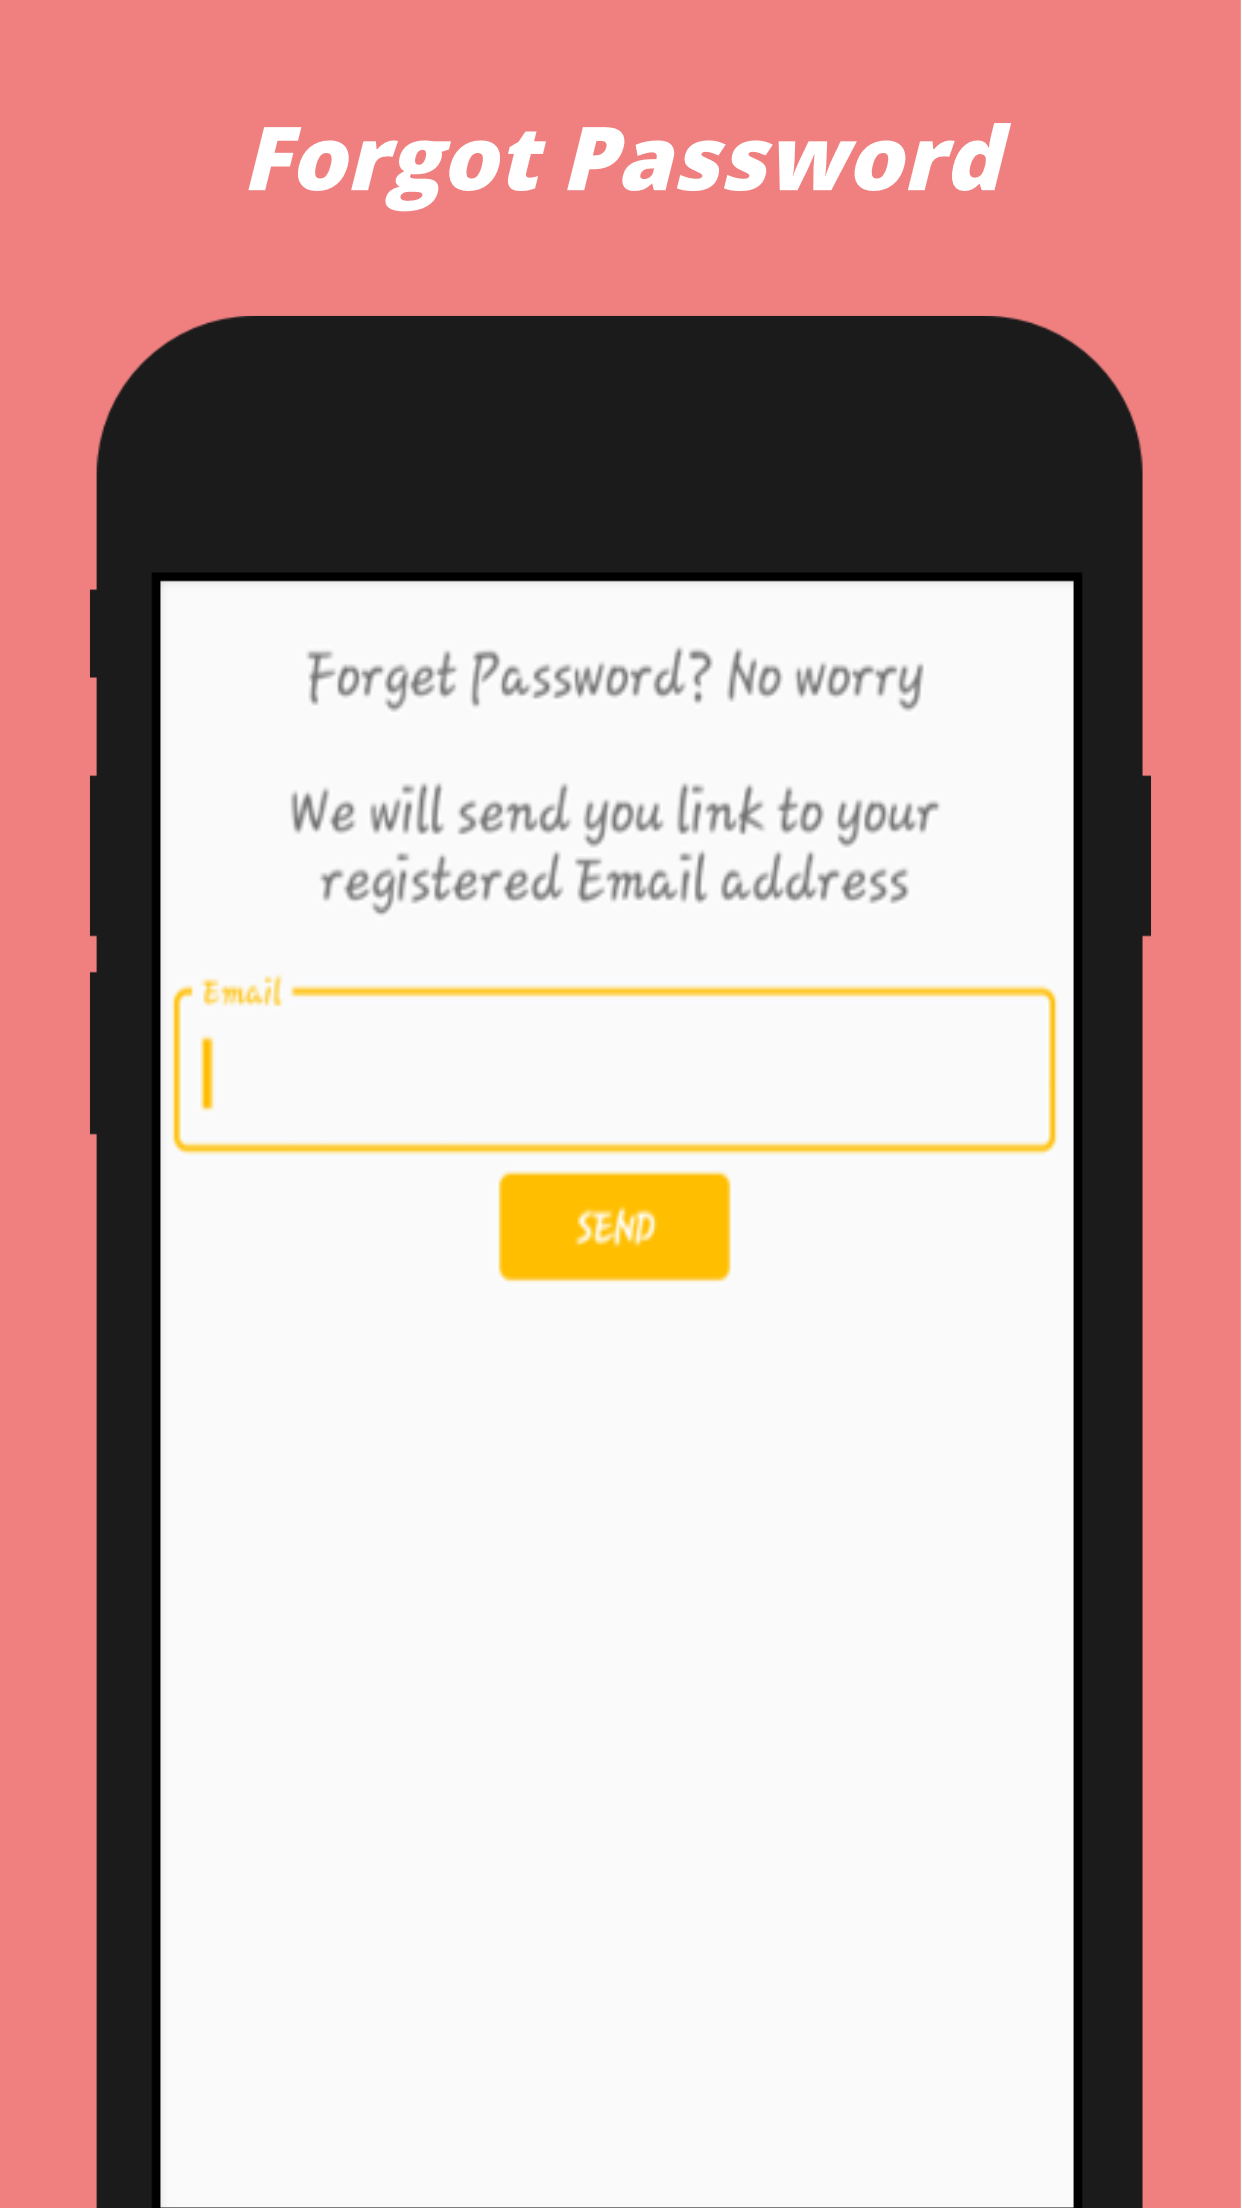 Forgot Password
Forget Password? No worry
We will send you link to your
registered Email address
Email
SEND